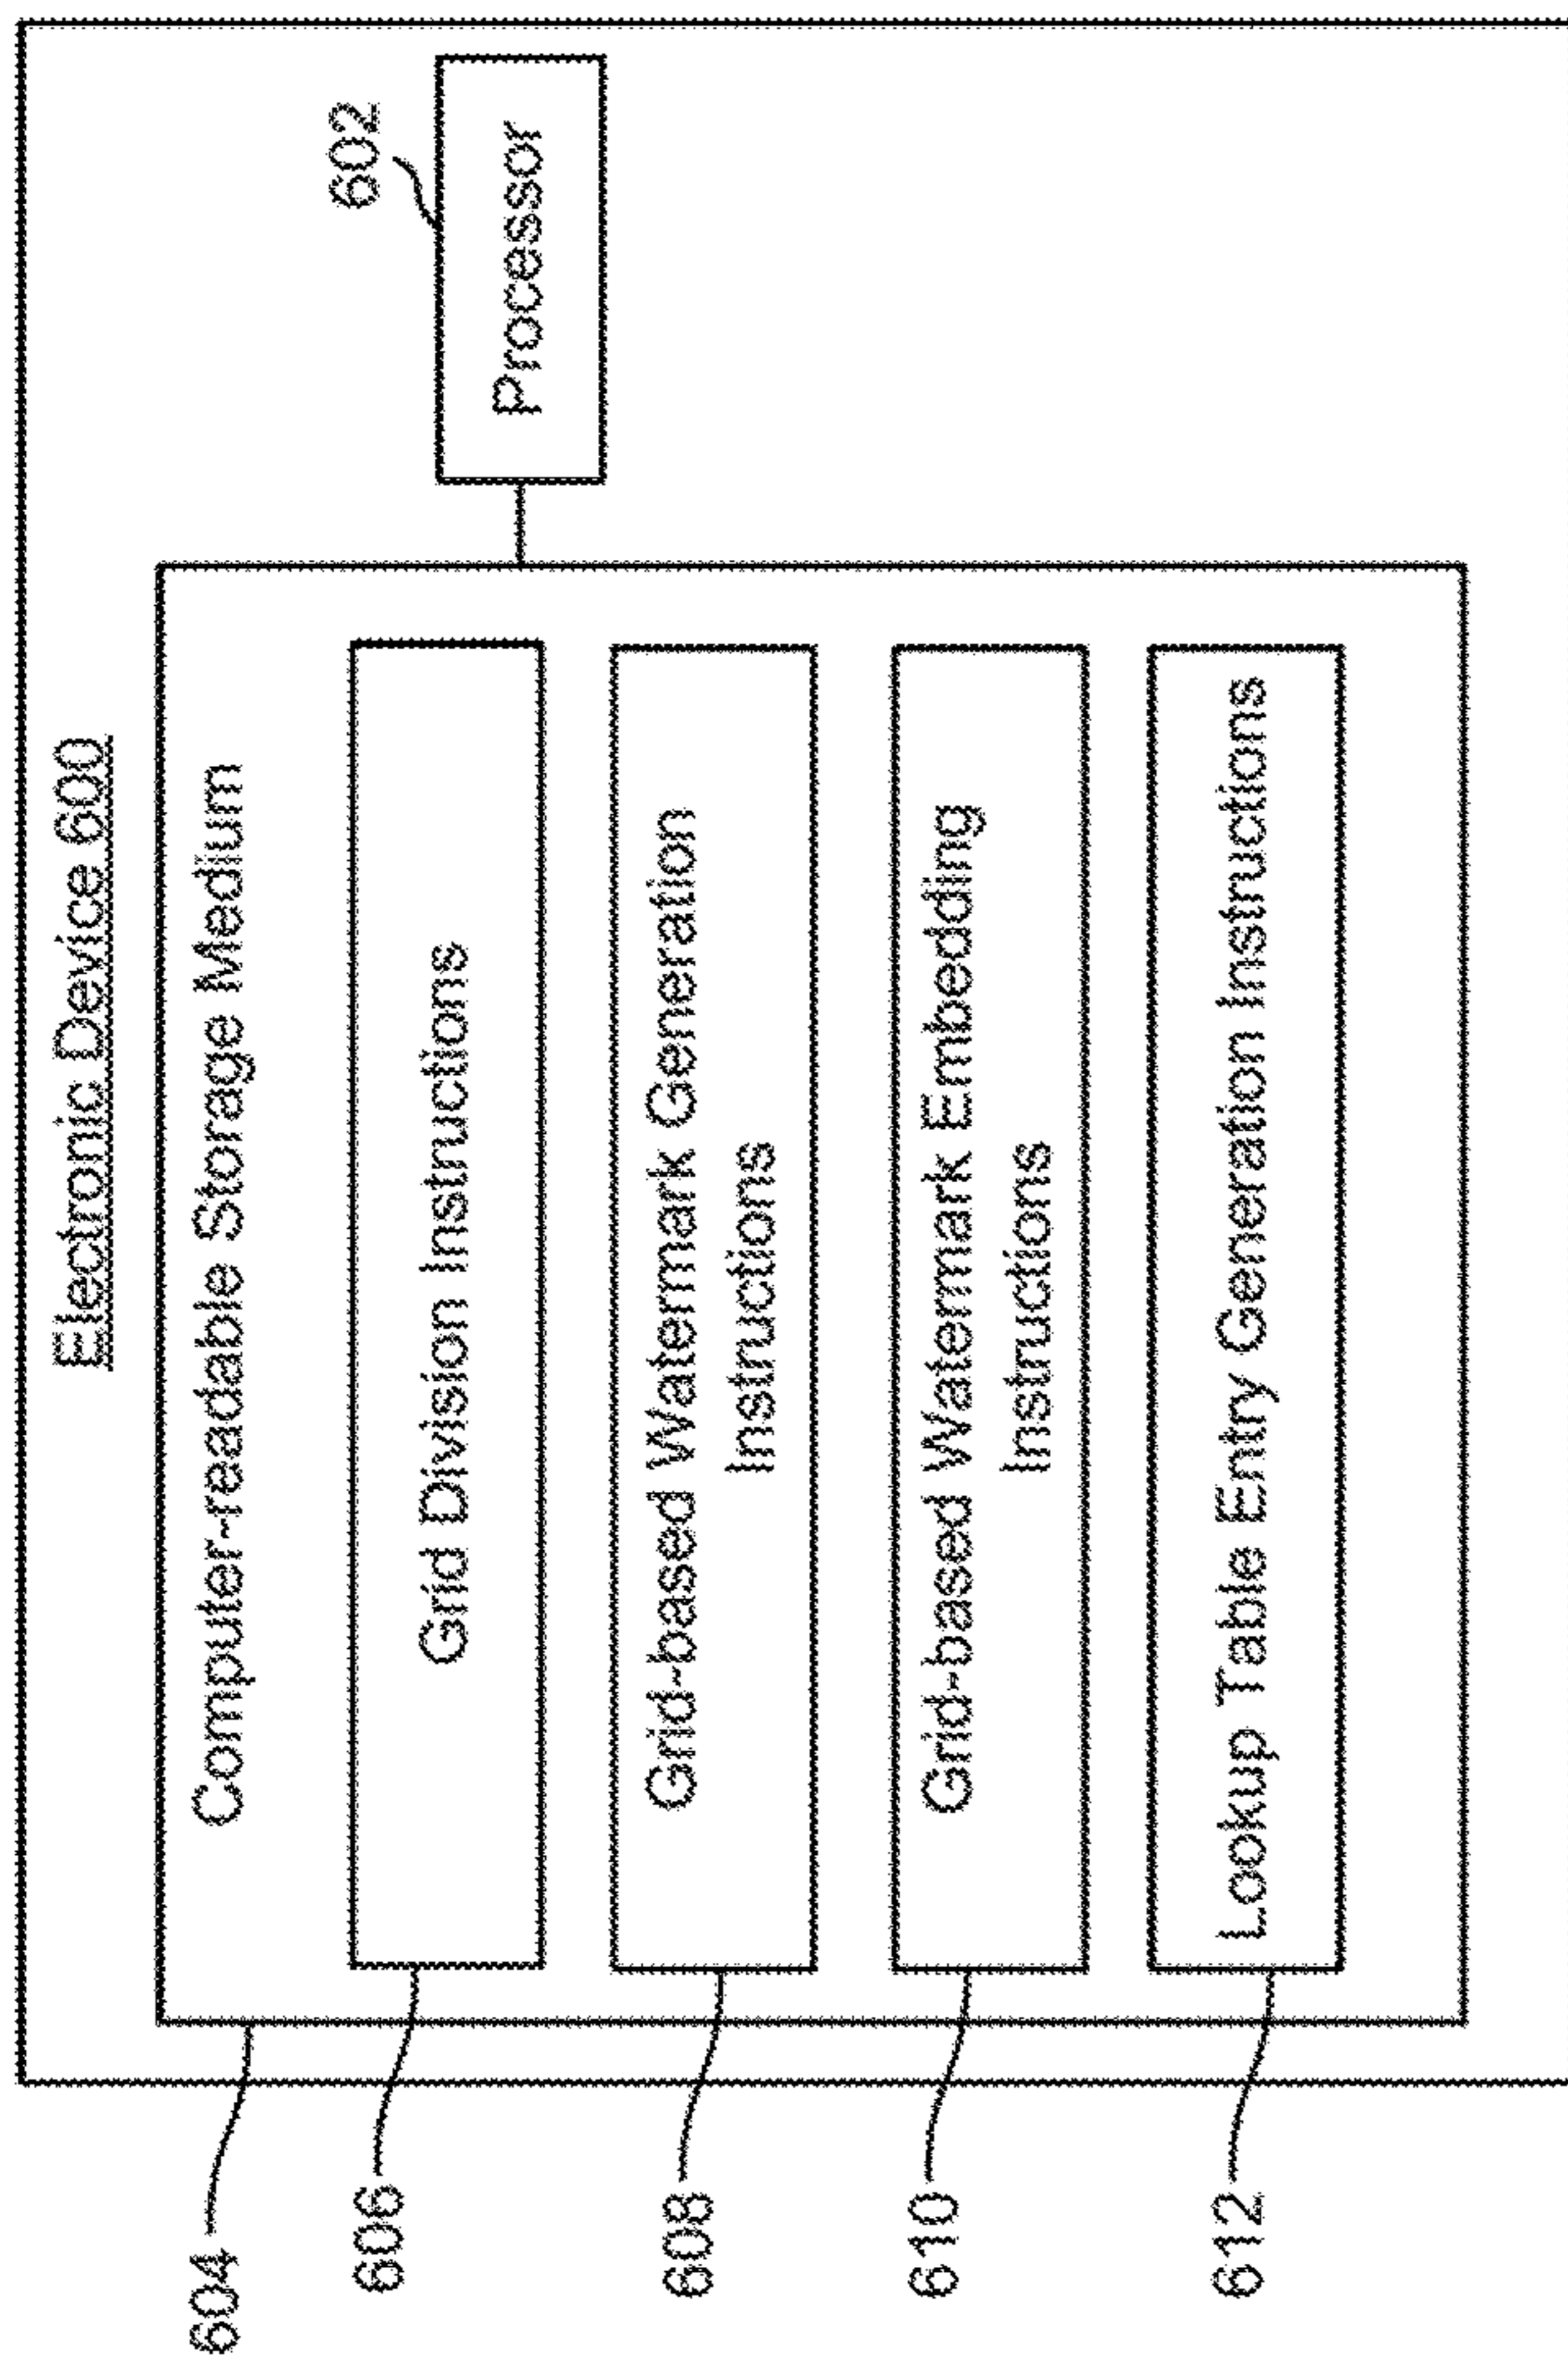 Electronic Device 600
604
Computer-readable Storage Medium
602
Processor
606
Grid Division Instructions
608
Grid-based Watermark Generation
Instructions
610
Grid-based Watermark Embedding
Instructions
612
Lookup Table Entry Generation Instructions